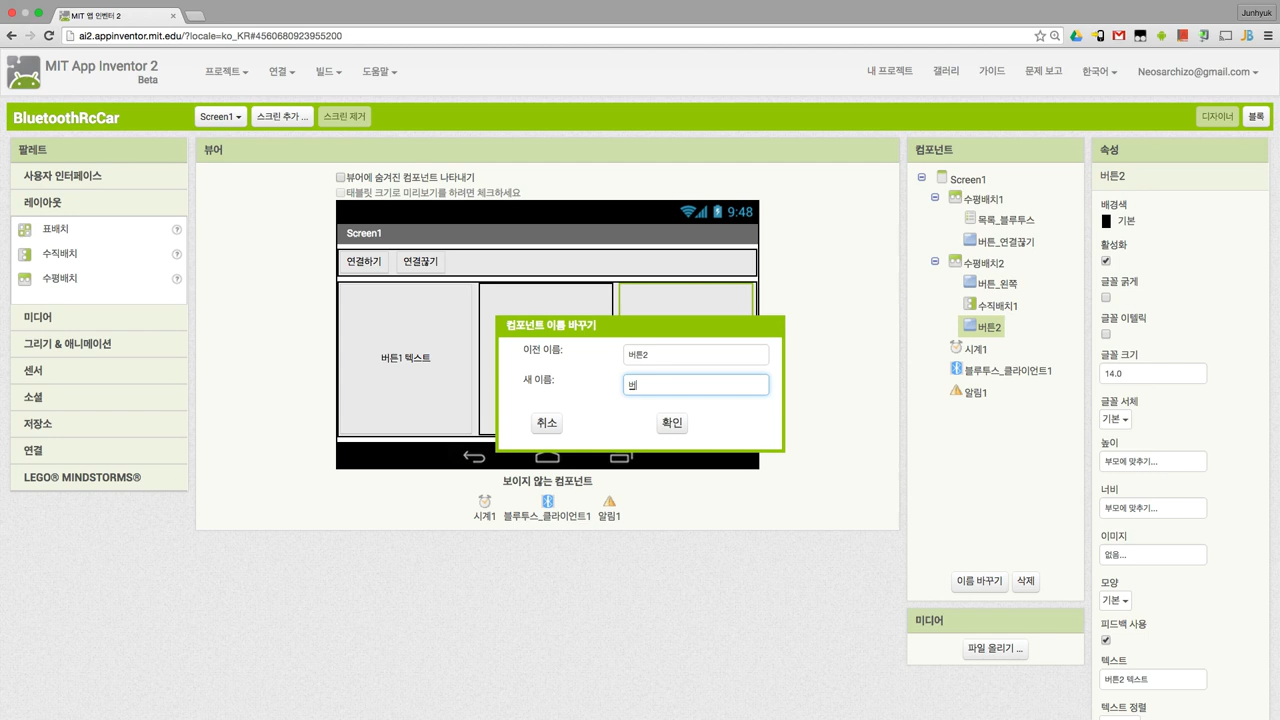 MIT 앱 인벤터 2
Junhyuk
ai2.appinventor.mit.edu/?locale=ko_KR#4560680923955200
MIT App Inventor 2
Beta
프로젝트 연결 빌드 도움말
내 프로젝트 갤러리 가이드 문제 보고 한국어 Neosarchizo@gmail.com
BluetoothRcCar
Screen1 스크린 추가 ... 스크린 제거
디자이너 블록
팔레트
사용자 인터페이스
레이아웃
표배치
수직배치
수평배치
미디어
그리기 & 애니메이션
센서
소셜
저장소
연결
LEGO® MINDSTORMS®
뷰어
뷰어에 숨겨진 컴포넌트 나타내기
태블릿 크기로 미리보기를 하려면 체크하세요
9:48
Screen1
연결하기 연결끊기
버튼1 텍스트
컴포넌트 이름 바꾸기
이전 이름: 버튼2
새 이름: 버
취소 확인
보이지 않는 컴포넌트
시계1 블루투스_클라이언트1 알림1
컴포넌트
Screen1
수평배치1
목록_블루투스
버튼_연결끊기
수평배치2
버튼_왼쪽
수직배치1
버튼2
시계1
블루투스_클라이언트1
알림1
이름 바꾸기 삭제
미디어
파일 올리기 ...
속성
버튼2
배경색
기본
활성화
글꼴 굵게
글꼴 이텔릭
글꼴 크기
14.0
글꼴 서체
기본
높이
부모에 맞추기...
너비
부모에 맞추기...
이미지
없음...
모양
기본
피드백 사용
텍스트
버튼2 텍스트
텍스트 정렬